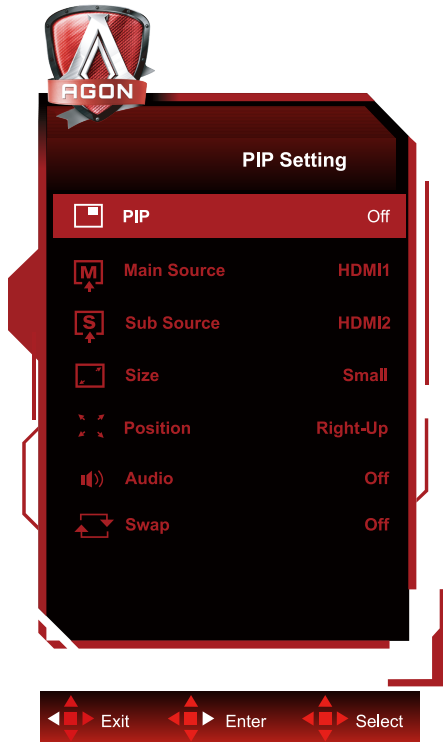 AGON
PIP Setting
PIP Off
M Main Source HDMI1
S Sub Source HDMI2
Size Small
Position Right-Up
Audio Off
Swap Off
Exit Enter Select